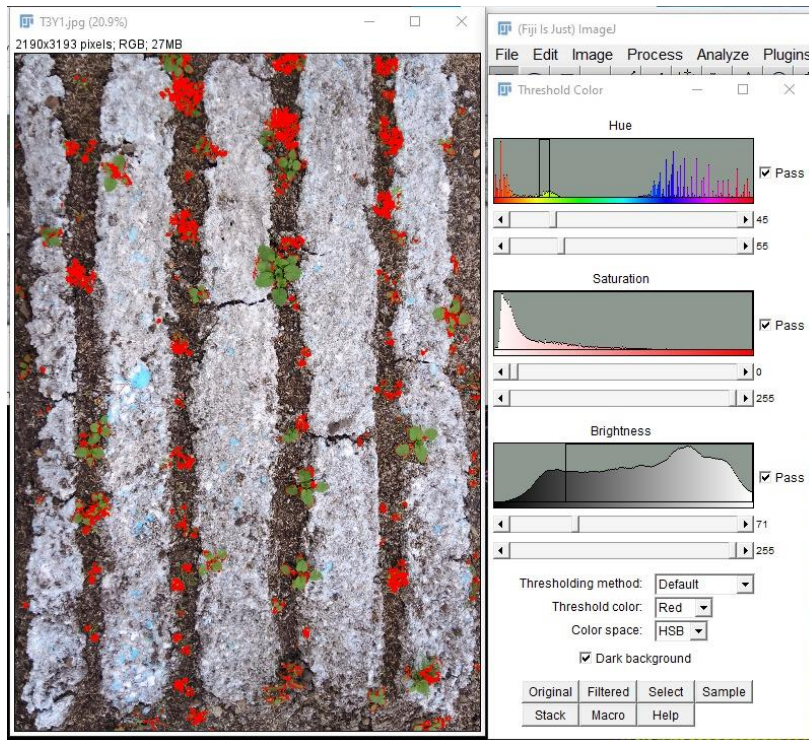 T3Y1.jpg (20.9%)
2190x3193 pixels; RGB; 27MB
(Fiji Is Just) ImageJ
File Edit Image Process Analyze Plugins
Threshold Color
Hue
Pass
45
55
Saturation
Pass
0
255
Brightness
Pass
71
255
Thresholding method: Default
Threshold color: Red
Color space: HSB
Dark background
Original Filtered Select Sample
Stack Macro Help